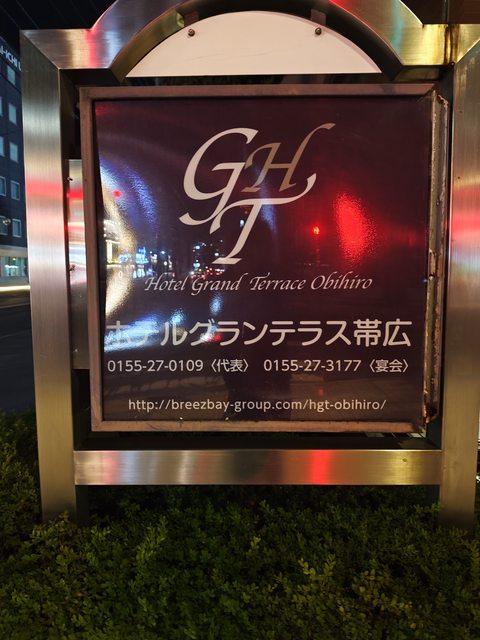 GHT
Hotel Grand Terrace Obihiro
ホテルグランテラス帯広
0155-27-0109〈代表〉 0155-27-3177〈宴会〉
http://breezbay-group.com/hgt-obihiro/